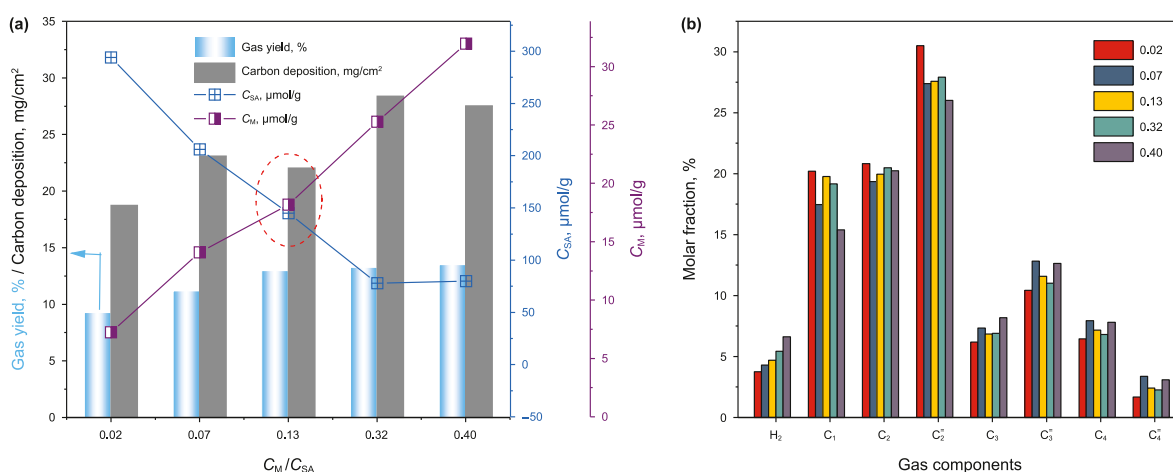 (a)
Gas yield, %
Carbon deposition, mg/cm²
C_SA, μmol/g
C_M, μmol/g
Gas yield, % / Carbon deposition, mg/cm²
35
30
25
20
15
10
5
0
0.02 0.07 0.13 0.32 0.40
C_M/C_SA
300
250
200
150
100
50
0
−50
C_SA, μmol/g
30
25
20
15
10
5
0
C_M, μmol/g
(b)
0.02
0.07
0.13
0.32
0.40
Molar fraction, %
30
25
20
15
10
5
0
H₂ C₁ C₂ C₂⁼ C₃ C₃⁼ C₄ C₄⁼
Gas components